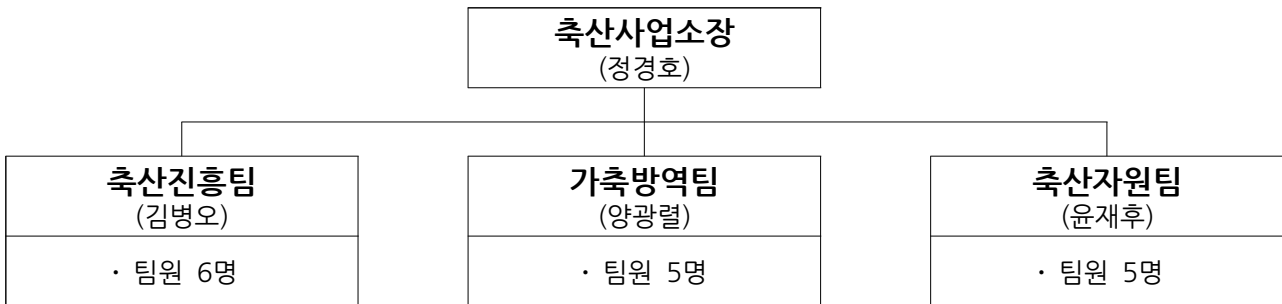 축산사업소장
(정경호)
축산진흥팀
(김병오)
· 팀원 6명
가축방역팀
(양광렬)
· 팀원 5명
축산자원팀
(윤재후)
· 팀원 5명